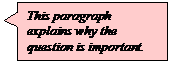 This paragraph
explains why the
question is important.